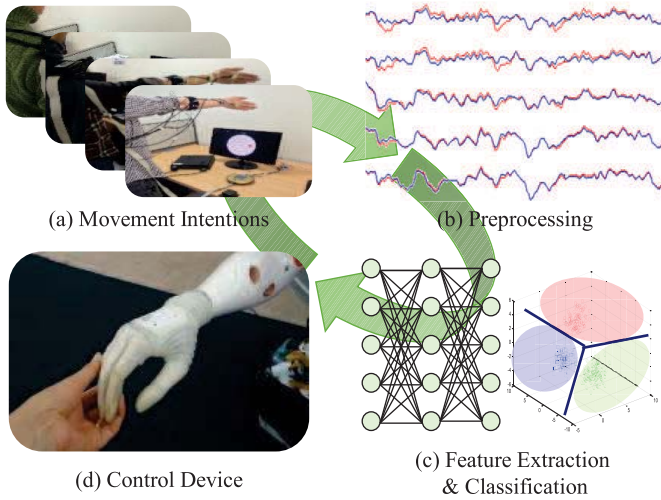 (a) Movement Intentions
(b) Preprocessing
(c) Feature Extraction
& Classification
(d) Control Device